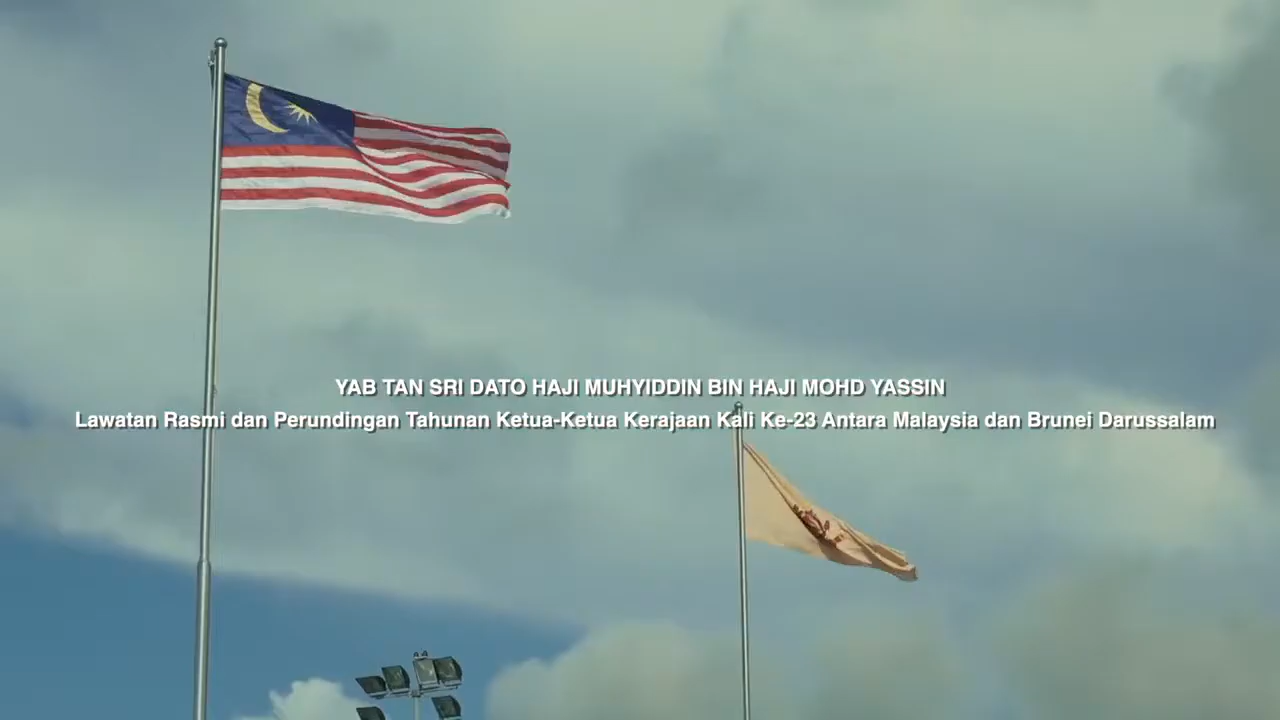 YAB TAN SRI DATO HAJI MUHYIDDIN BIN HAJI MOHD YASSIN
Lawatan Rasmi dan Perundingan Tahunan Ketua-Ketua Kerajaan Kali Ke-23 Antara Malaysia dan Brunei Darussalam